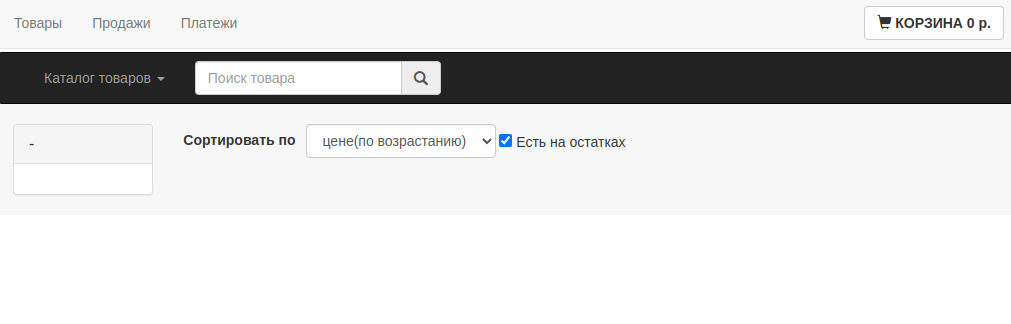 Товары Продажи Платежи КОРЗИНА 0 р.
Каталог товаров Поиск товара
-
Сортировать по цене(по возрастанию) Есть на остатках